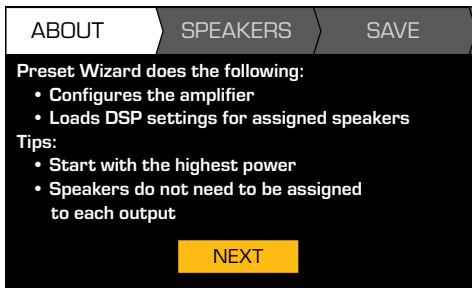 ABOUT SPEAKERS SAVE
Preset Wizard does the following:
• Configures the amplifier
• Loads DSP settings for assigned speakers
Tips:
• Start with the highest power
• Speakers do not need to be assigned
to each output
NEXT